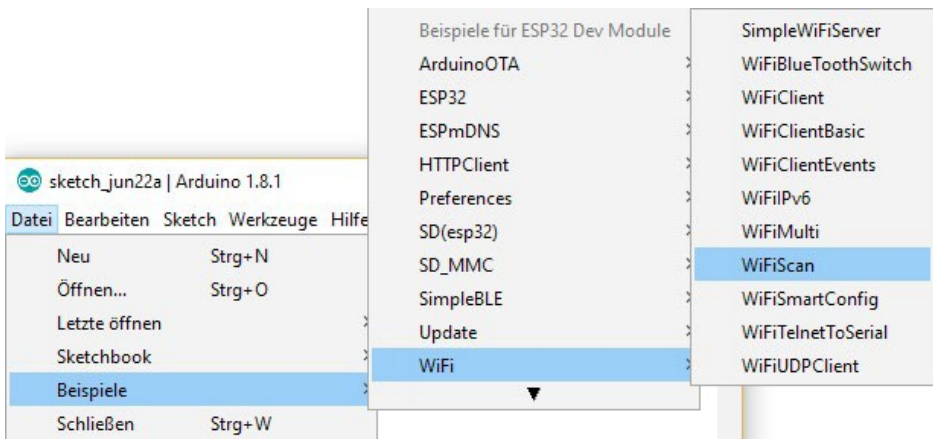 sketch_jun22a | Arduino 1.8.1
Datei Bearbeiten Sketch Werkzeuge Hilfe
Neu Strg+N
Öffnen... Strg+O
Letzte öffnen
Sketchbook
Beispiele
Schließen Strg+W
Beispiele für ESP32 Dev Module
ArduinoOTA
ESP32
ESPmDNS
HTTPClient
Preferences
SD(esp32)
SD_MMC
SimpleBLE
Update
WiFi
SimpleWiFiServer
WiFiBlueToothSwitch
WiFiClient
WiFiClientBasic
WiFiClientEvents
WiFiIPv6
WiFiMulti
WiFiScan
WiFiSmartConfig
WiFiTelnetToSerial
WiFiUDPClient